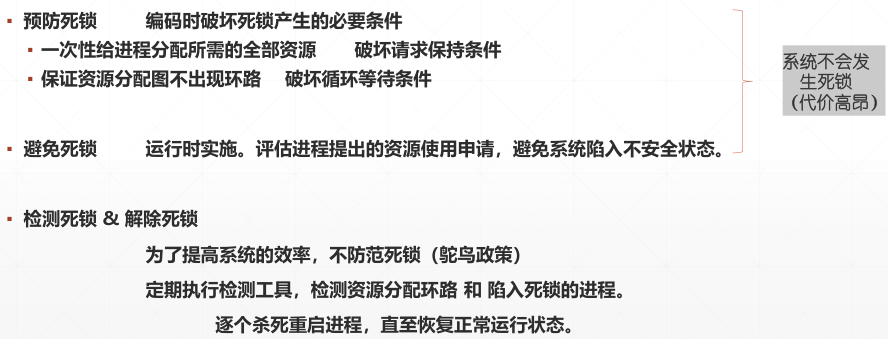 ▪ 预防死锁 编码时破坏死锁产生的必要条件
▪ 一次性给进程分配所需的全部资源 破坏请求保持条件
▪ 保证资源分配图不出现环路 破坏循环等待条件
系统不会发
生死锁
（代价高昂）
▪ 避免死锁 运行时实施。评估进程提出的资源使用申请，避免系统陷入不安全状态。
▪ 检测死锁 & 解除死锁
为了提高系统的效率，不防范死锁（鸵鸟政策）
定期执行检测工具，检测资源分配环路 和 陷入死锁的进程。
逐个杀死重启进程，直至恢复正常运行状态。